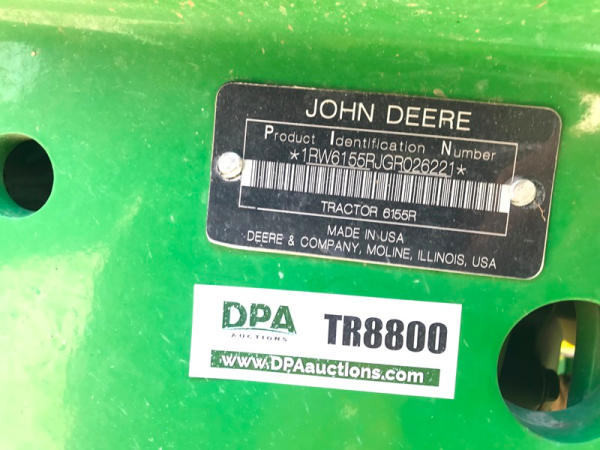 JOHN DEERE
Product Identification Number
*1RW6155RJGR026221*
TRACTOR 6155R
MADE IN USA
DEERE & COMPANY, MOLINE, ILLINOIS, USA
DPA
AUCTIONS
TR8800
www.DPAauctions.com